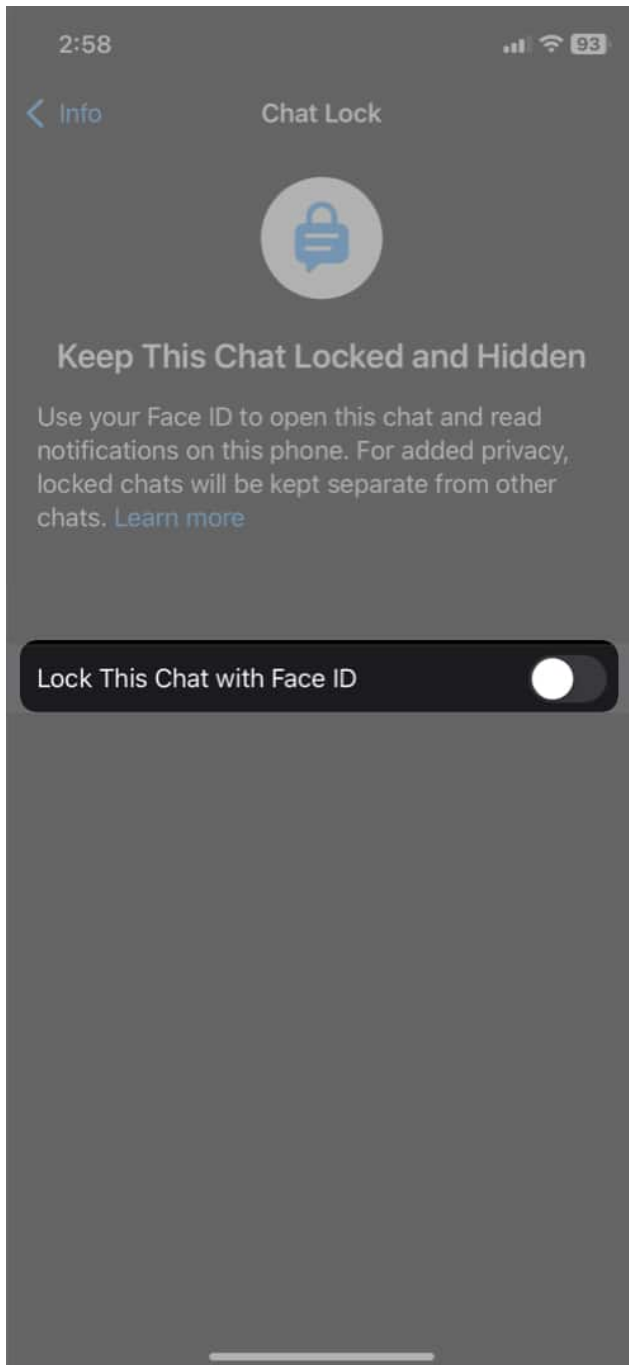 2:58
93
Info
Chat Lock
Keep This Chat Locked and Hidden
Use your Face ID to open this chat and read
notifications on this phone. For added privacy,
locked chats will be kept separate from other
chats. Learn more
Lock This Chat with Face ID